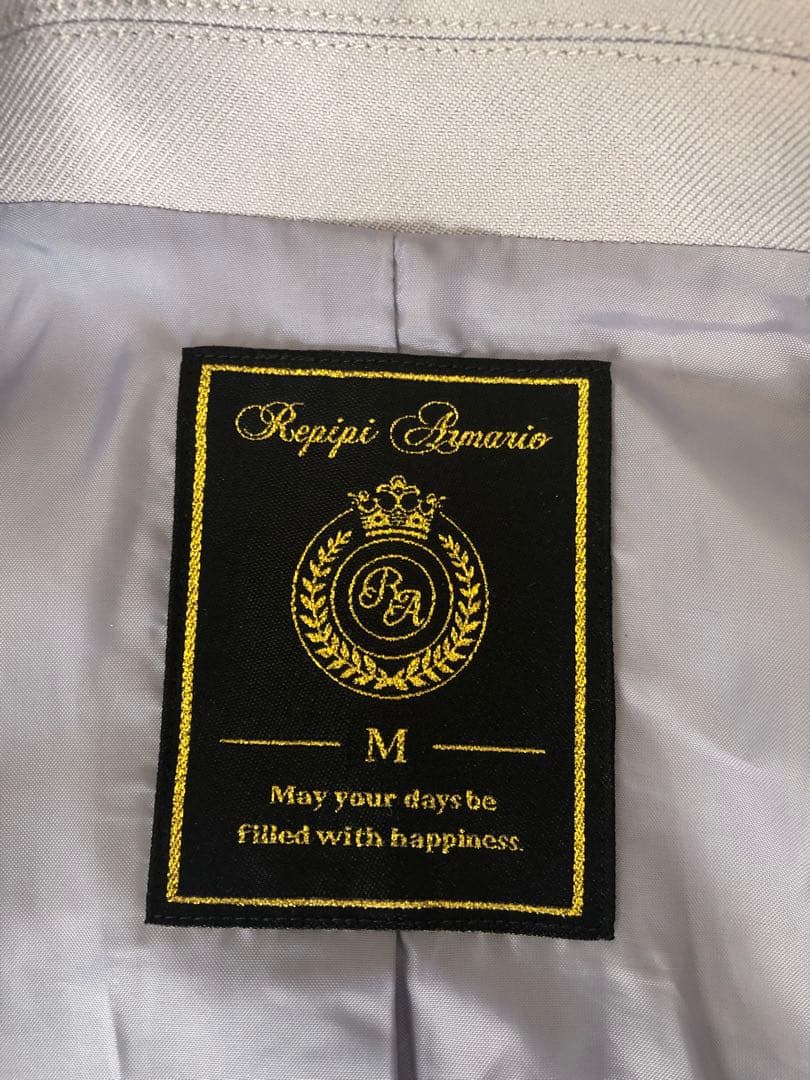 Repipi Armario
RA
M
May your days be
filled with happiness.